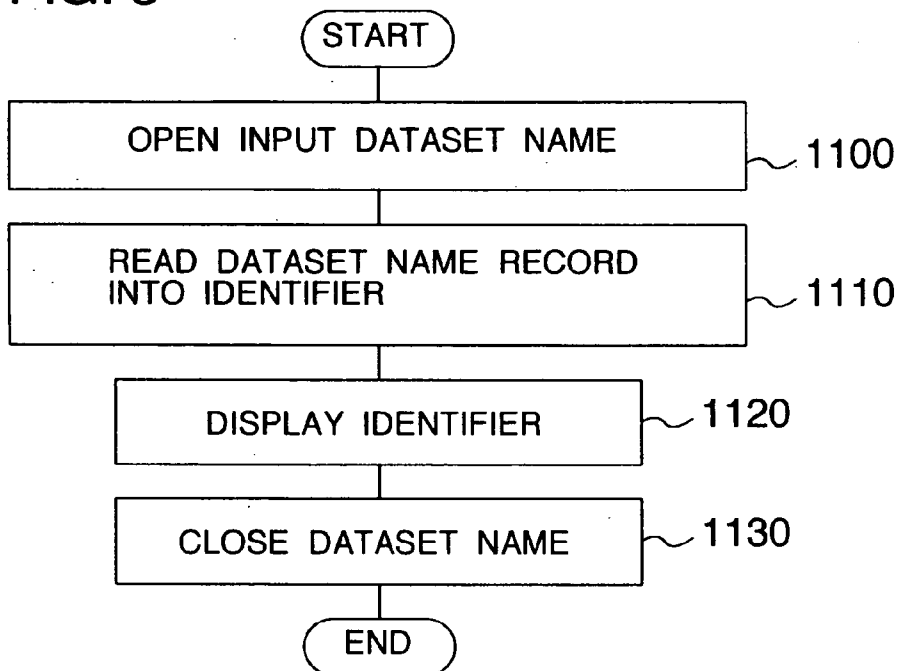 START
OPEN INPUT DATASET NAME
1100
READ DATASET NAME RECORD
INTO IDENTIFIER
1110
DISPLAY IDENTIFIER
1120
CLOSE DATASET NAME
1130
END